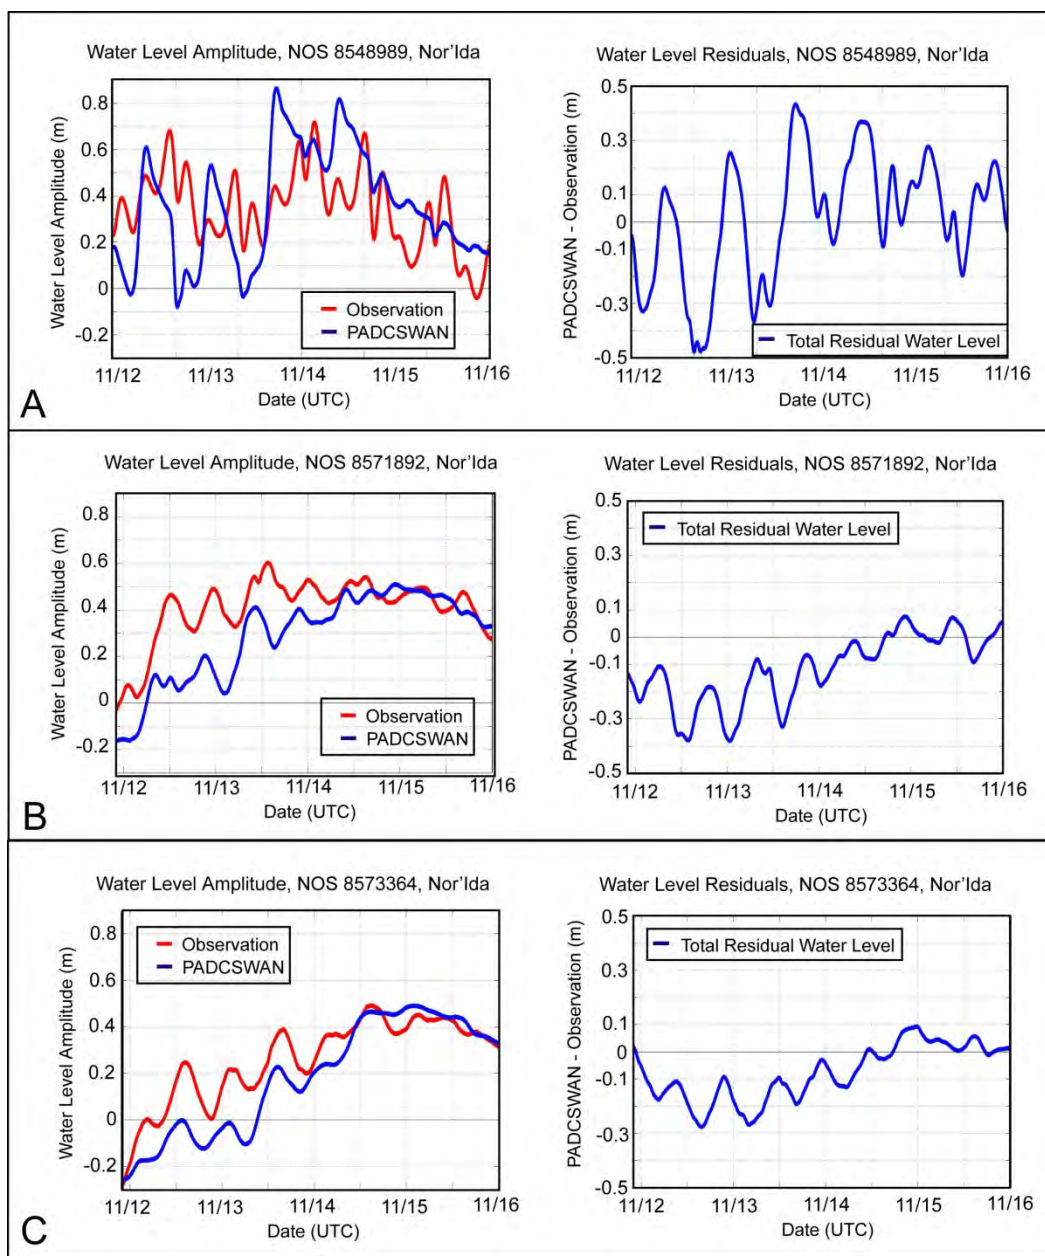 Water Level Amplitude, NOS 8548989, Nor'Ida
Water Level Amplitude (m)
0.8
0.6
0.4
0.2
0
-0.2
Observation
PADCSWAN
11/12 11/13 11/14 11/15 11/16
Date (UTC)
Water Level Residuals, NOS 8548989, Nor'Ida
PADCSWAN - Observation (m)
0.5
0.3
0.1
0
-0.1
-0.3
-0.5
Total Residual Water Level
11/12 11/13 11/14 11/15 11/16
Date (UTC)
A
Water Level Amplitude, NOS 8571892, Nor'Ida
Water Level Amplitude (m)
0.8
0.6
0.4
0.2
0
-0.2
Observation
PADCSWAN
11/12 11/13 11/14 11/15 11/16
Date (UTC)
Water Level Residuals, NOS 8571892, Nor'Ida
PADCSWAN - Observation (m)
0.5
0.3
0.1
0
-0.1
-0.3
-0.5
Total Residual Water Level
11/12 11/13 11/14 11/15 11/16
Date (UTC)
B
Water Level Amplitude, NOS 8573364, Nor'Ida
Water Level Amplitude (m)
0.8
0.6
0.4
0.2
0
-0.2
Observation
PADCSWAN
11/12 11/13 11/14 11/15 11/16
Date (UTC)
Water Level Residuals, NOS 8573364, Nor'Ida
PADCSWAN - Observation (m)
0.5
0.3
0.1
0
-0.1
-0.3
-0.5
Total Residual Water Level
11/12 11/13 11/14 11/15 11/16
Date (UTC)
C